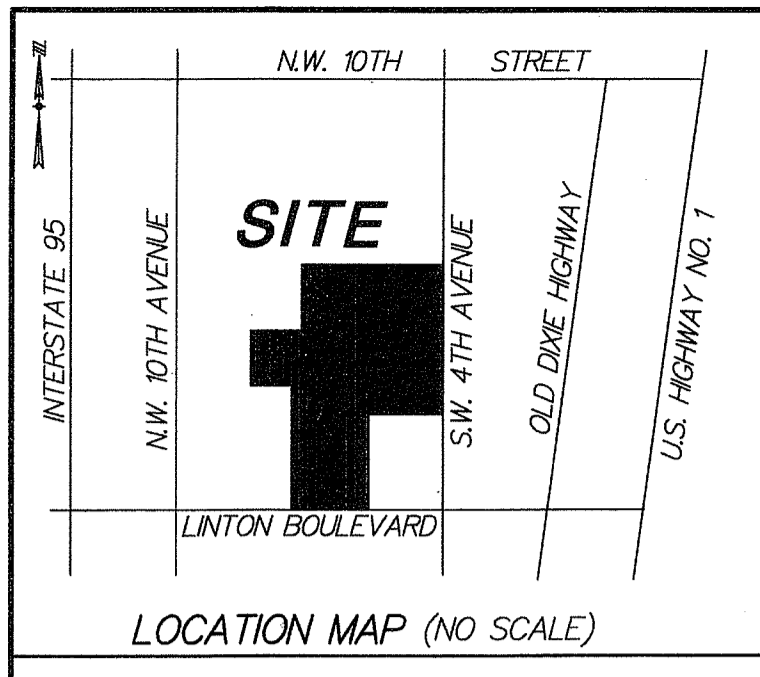 N
N.W. 10TH STREET
SITE
INTERSTATE 95
N.W. 10TH AVENUE
S.W. 4TH AVENUE
OLD DIXIE HIGHWAY
U.S. HIGHWAY NO. 1
LINTON BOULEVARD
LOCATION MAP (NO SCALE)